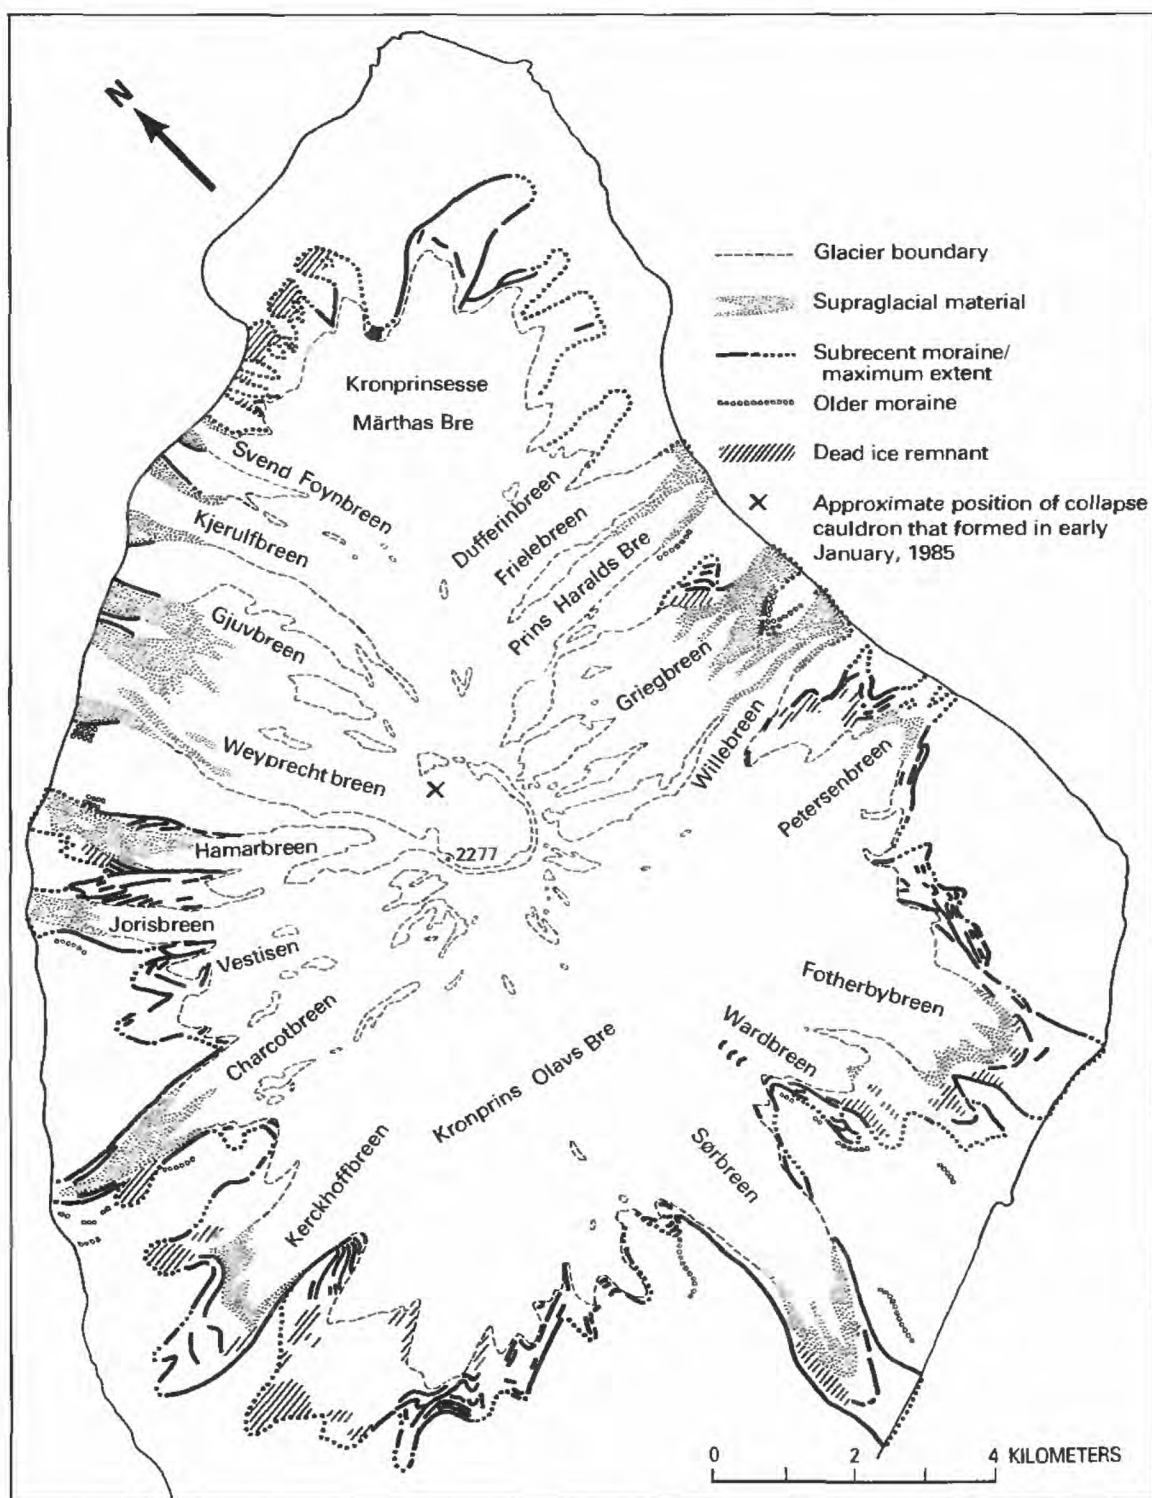 N
Glacier boundary
Supraglacial material
Subrecent moraine/
maximum extent
Older moraine
Dead ice remnant
Approximate position of collapse
cauldron that formed in early
January, 1985
Kronprinsesse
Märthas Bre
Svend Foynbreen
Kjerulfbreen
Gjuvbreen
Weyprechtbreen
Dufferinbreen
Frielebreen
Prins Haralds Bre
Griegbreen
Willebreen
Petersenbreen
2277
Hamarbreen
Jorisbreen
Vestisen
Charcotbreen
Fotherbybreen
Wardbreen
Kronprins Olavs Bre
Kerckhoffbreen
Sørbreen
0 2 4 KILOMETERS